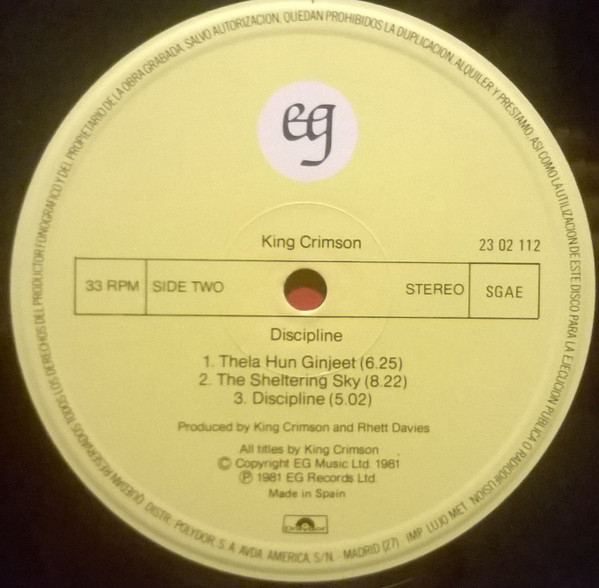 QUEDAN RESERVADOS TODOS LOS DERECHOS DEL PRODUCTOR FONOGRAFICO Y DEL PROPIETARIO DE LA OBRA GRABADA. SALVO AUTORIZACION, QUEDAN PROHIBIDOS LA DUPLICACION, ALQUILER Y PRESTAMO, ASI COMO LA UTILIZACION DE ESTE DISCO PARA LA EJECUCION PUBLICA O RADIODIFUSION
eg
King Crimson
23 02 112
33 RPM
SIDE TWO
STEREO
SGAE
Discipline
1. Thela Hun Ginjeet (6.25)
2. The Sheltering Sky (8.22)
3. Discipline (5.02)
Produced by King Crimson and Rhett Davies
All titles by King Crimson
© Copyright EG Music Ltd. 1981
℗ 1981 EG Records Ltd.
Made in Spain
Polydor
DISTR. POLYDOR, S. A. AVDA. AMERICA, S/N. - MADRID (27) IMP. LUJO MET.